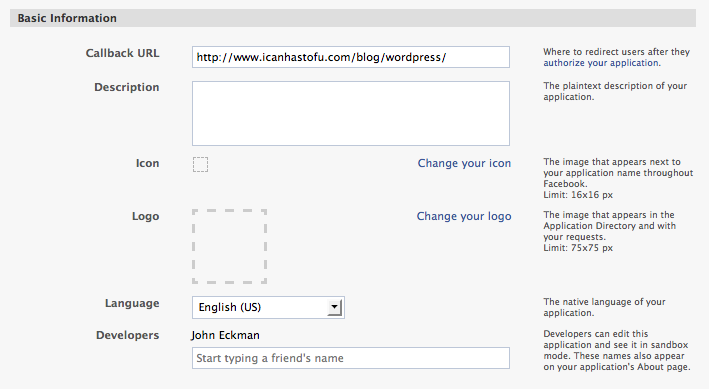 Basic Information
Callback URL
http://www.icanhastofu.com/blog/wordpress/
Where to redirect users after they
authorize your application.
Description
The plaintext description of your
application.
Icon
Change your icon
The image that appears next to
your application name throughout
Facebook.
Limit: 16x16 px
Logo
Change your logo
The image that appears in the
Application Directory and with
your requests.
Limit: 75x75 px
Language
English (US)
The native language of your
application.
Developers
John Eckman
Start typing a friend's name
Developers can edit this
application and see it in sandbox
mode. These names also appear
on your application's About page.